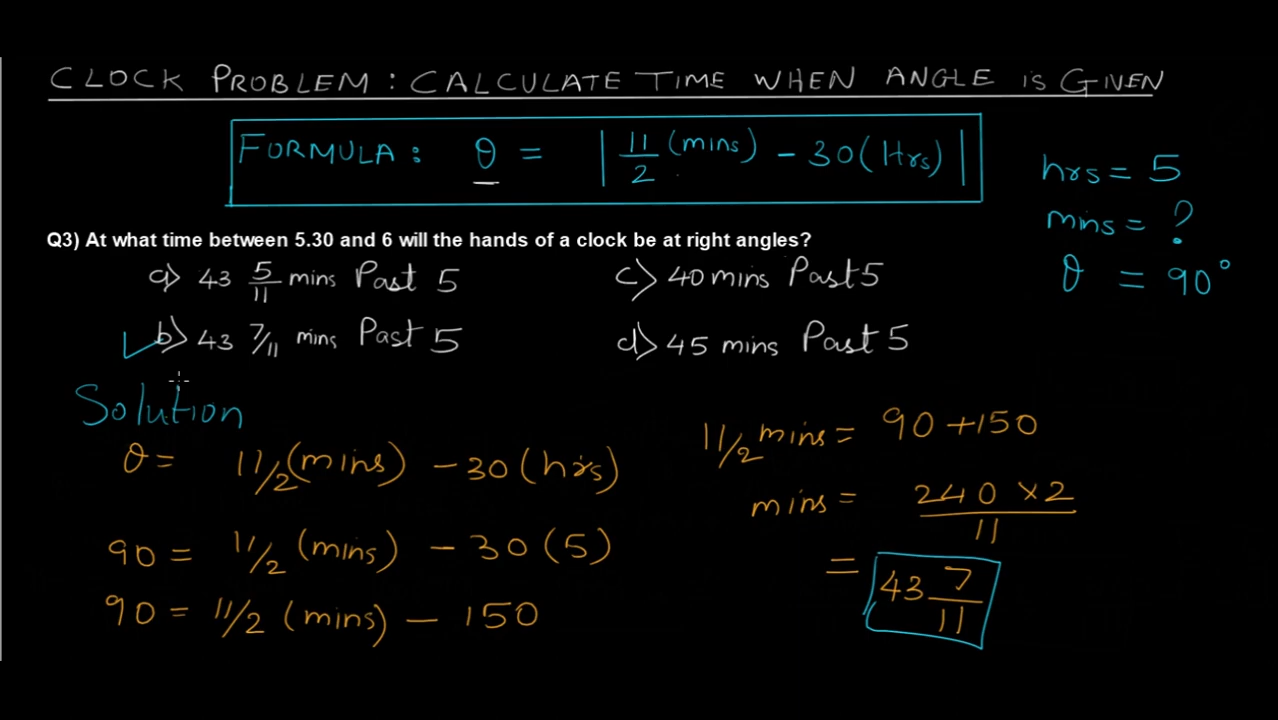 CLOCK PROBLEM : CALCULATE TIME WHEN ANGLE is GIVEN
FORMULA : θ = | 11/2 (mins) - 30 (Hrs) |
hrs = 5
mins = ?
θ = 90°
Q3) At what time between 5.30 and 6 will the hands of a clock be at right angles?
a) 43 5/11 mins Past 5
c) 40 mins Past 5
b) 43 7/11 mins Past 5
d) 45 mins Past 5
Solution
θ = 11/2 (mins) - 30 (hrs)
90 = 11/2 (mins) - 30 (5)
90 = 11/2 (mins) - 150
11/2 mins = 90 + 150
mins = 240 × 2 / 11
= 43 7/11